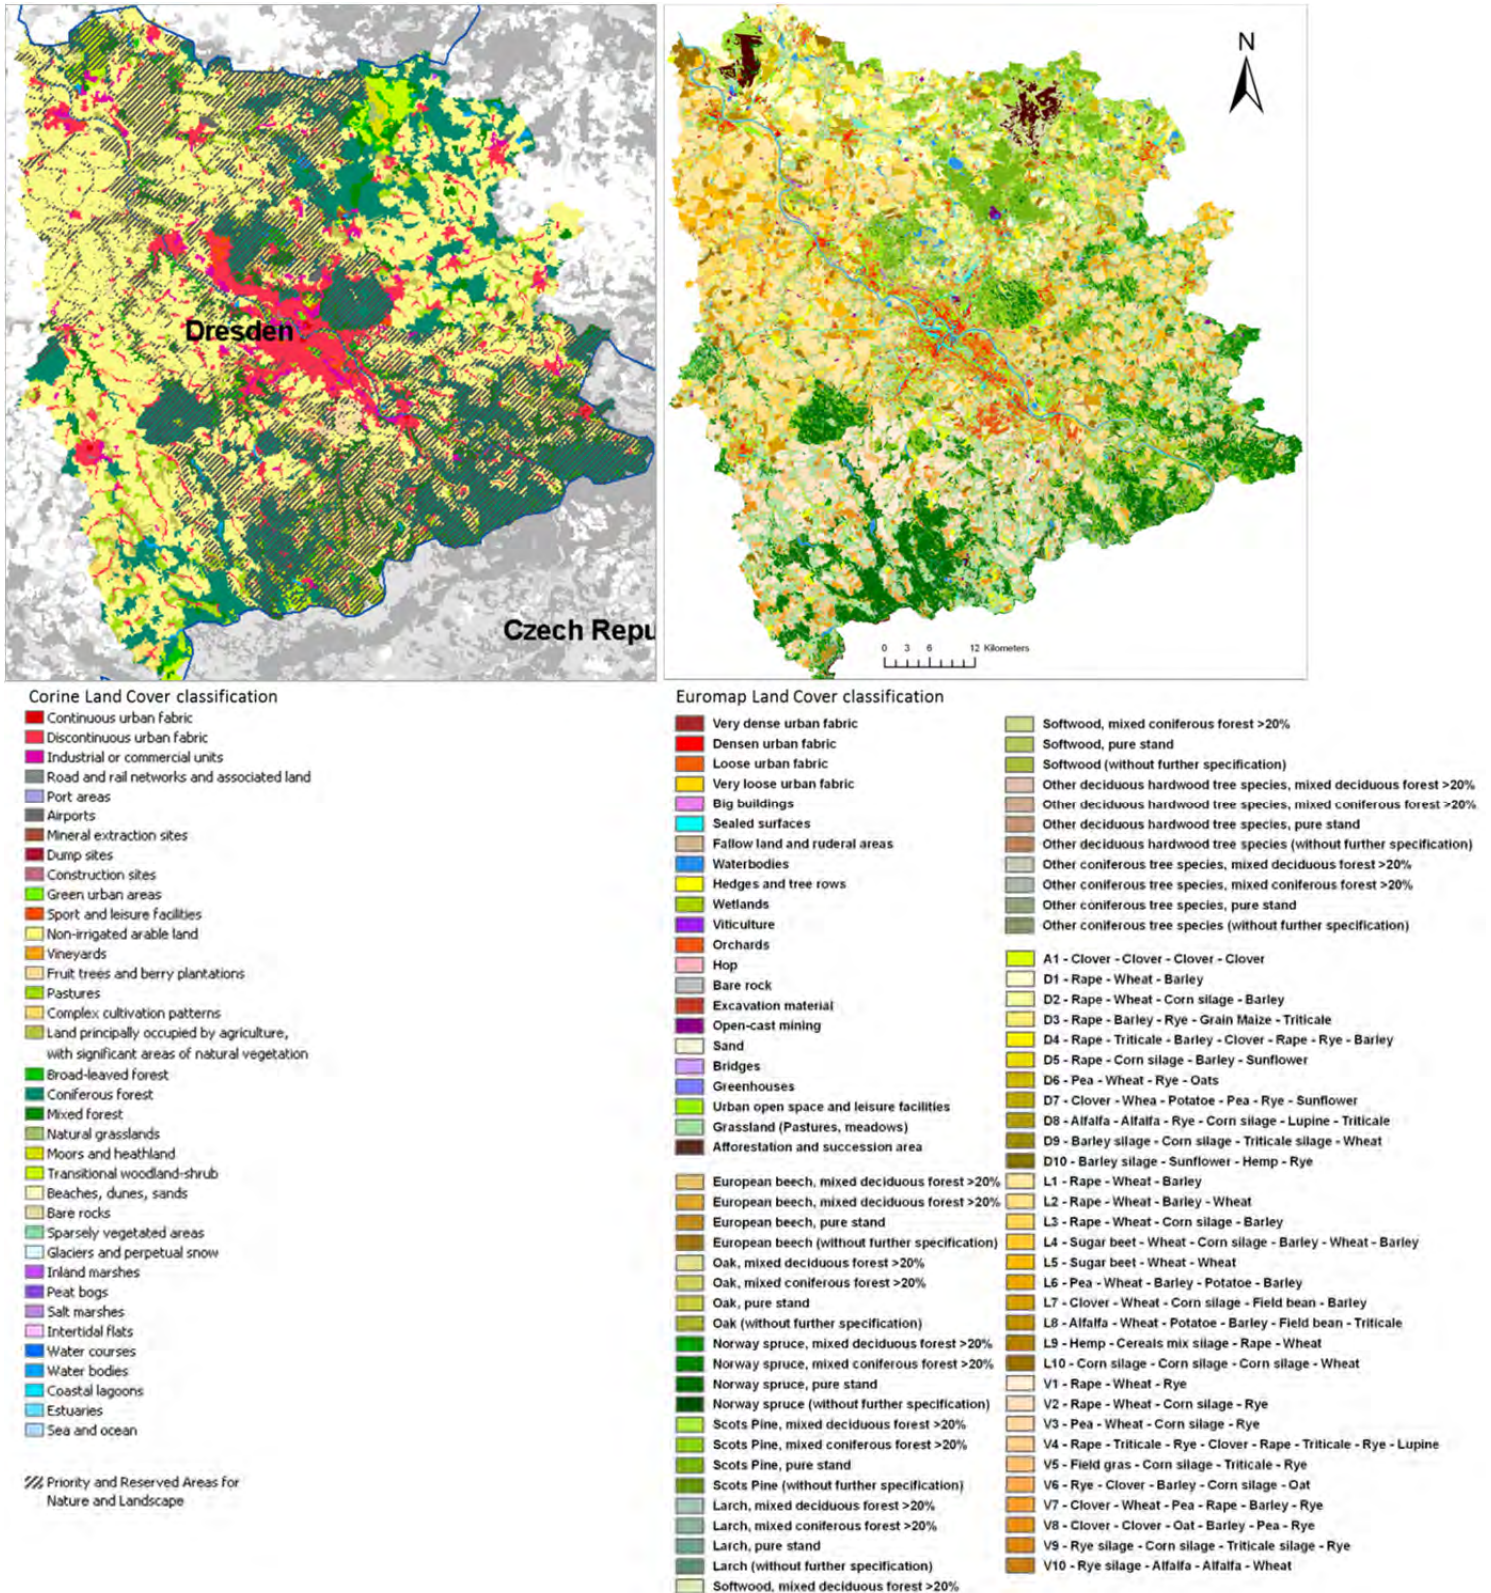 Dresden
Czech Repu
N
0 3 6 12 Kilometers
Corine Land Cover classification
Continuous urban fabric
Discontinuous urban fabric
Industrial or commercial units
Road and rail networks and associated land
Port areas
Airports
Mineral extraction sites
Dump sites
Construction sites
Green urban areas
Sport and leisure facilities
Non-irrigated arable land
Vineyards
Fruit trees and berry plantations
Pastures
Complex cultivation patterns
Land principally occupied by agriculture,
with significant areas of natural vegetation
Broad-leaved forest
Coniferous forest
Mixed forest
Natural grasslands
Moors and heathland
Transitional woodland-shrub
Beaches, dunes, sands
Bare rocks
Sparsely vegetated areas
Glaciers and perpetual snow
Inland marshes
Peat bogs
Salt marshes
Intertidal flats
Water courses
Water bodies
Coastal lagoons
Estuaries
Sea and ocean
Priority and Reserved Areas for
Nature and Landscape
Euromap Land Cover classification
Very dense urban fabric
Densen urban fabric
Loose urban fabric
Very loose urban fabric
Big buildings
Sealed surfaces
Fallow land and ruderal areas
Waterbodies
Hedges and tree rows
Wetlands
Viticulture
Orchards
Hop
Bare rock
Excavation material
Open-cast mining
Sand
Bridges
Greenhouses
Urban open space and leisure facilities
Grassland (Pastures, meadows)
Afforestation and succession area
European beech, mixed deciduous forest >20%
European beech, mixed deciduous forest >20%
European beech, pure stand
European beech (without further specification)
Oak, mixed deciduous forest >20%
Oak, mixed coniferous forest >20%
Oak, pure stand
Oak (without further specification)
Norway spruce, mixed deciduous forest >20%
Norway spruce, mixed coniferous forest >20%
Norway spruce, pure stand
Norway spruce (without further specification)
Scots Pine, mixed deciduous forest >20%
Scots Pine, mixed coniferous forest >20%
Scots Pine, pure stand
Scots Pine (without further specification)
Larch, mixed deciduous forest >20%
Larch, mixed coniferous forest >20%
Larch, pure stand
Larch (without further specification)
Softwood, mixed deciduous forest >20%
Softwood, mixed coniferous forest >20%
Softwood, pure stand
Softwood (without further specification)
Other deciduous hardwood tree species, mixed deciduous forest >20%
Other deciduous hardwood tree species, mixed coniferous forest >20%
Other deciduous hardwood tree species, pure stand
Other deciduous hardwood tree species (without further specification)
Other coniferous tree species, mixed deciduous forest >20%
Other coniferous tree species, mixed coniferous forest >20%
Other coniferous tree species, pure stand
Other coniferous tree species (without further specification)
A1 - Clover - Clover - Clover - Clover
D1 - Rape - Wheat - Barley
D2 - Rape - Wheat - Corn silage - Barley
D3 - Rape - Barley - Rye - Grain Maize - Triticale
D4 - Rape - Triticale - Barley - Clover - Rape - Rye - Barley
D5 - Rape - Corn silage - Barley - Sunflower
D6 - Pea - Wheat - Rye - Oats
D7 - Clover - Whea - Potatoe - Pea - Rye - Sunflower
D8 - Alfalfa - Alfalfa - Rye - Corn silage - Lupine - Triticale
D9 - Barley silage - Corn silage - Triticale silage - Wheat
D10 - Barley silage - Sunflower - Hemp - Rye
L1 - Rape - Wheat - Barley
L2 - Rape - Wheat - Barley - Wheat
L3 - Rape - Wheat - Corn silage - Barley
L4 - Sugar beet - Wheat - Corn silage - Barley - Wheat - Barley
L5 - Sugar beet - Wheat - Wheat
L6 - Pea - Wheat - Barley - Potatoe - Barley
L7 - Clover - Wheat - Corn silage - Field bean - Barley
L8 - Alfalfa - Wheat - Potatoe - Barley - Field bean - Triticale
L9 - Hemp - Cereals mix silage - Rape - Wheat
L10 - Corn silage - Corn silage - Corn silage - Wheat
V1 - Rape - Wheat - Rye
V2 - Rape - Wheat - Corn silage - Rye
V3 - Pea - Wheat - Corn silage - Rye
V4 - Rape - Triticale - Rye - Clover - Rape - Triticale - Rye - Lupine
V5 - Field gras - Corn silage - Triticale - Rye
V6 - Rye - Clover - Barley - Corn silage - Oat
V7 - Clover - Wheat - Pea - Rape - Barley - Rye
V8 - Clover - Clover - Oat - Barley - Pea - Rye
V9 - Rye silage - Corn silage - Triticale silage - Rye
V10 - Rye silage - Alfalfa - Alfalfa - Wheat